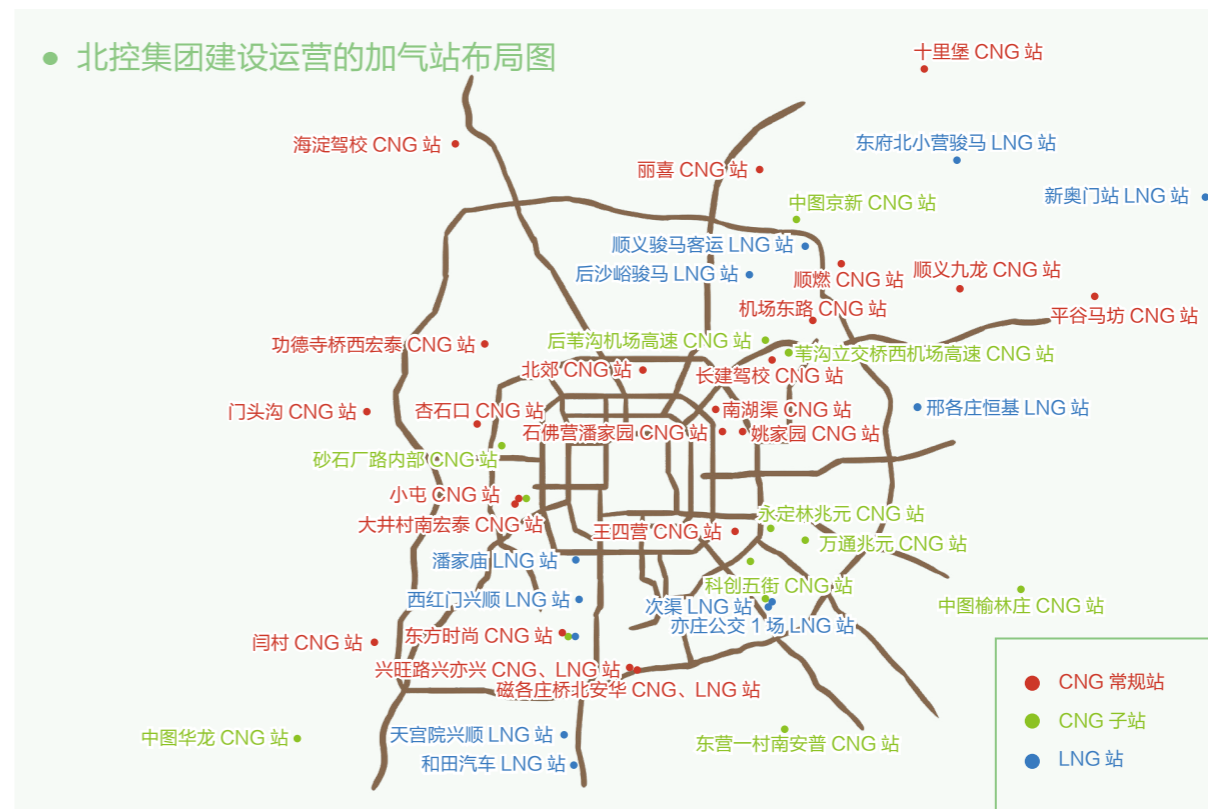 ● 北控集团建设运营的加气站布局图
十里堡 CNG 站
海淀驾校 CNG 站
东府北小营骏马 LNG 站
丽喜 CNG 站
新奥门站 LNG 站
中图京新 CNG 站
顺义骏马客运 LNG 站
后沙峪骏马 LNG 站
顺燃 CNG 站
顺义九龙 CNG 站
机场东路 CNG 站
平谷马坊 CNG 站
功德寺桥西宏泰 CNG 站
后苇沟机场高速 CNG 站
苇沟立交桥西机场高速 CNG 站
北郊 CNG 站
长建驾校 CNG 站
门头沟 CNG 站
杏石口 CNG 站
南湖渠 CNG 站
邢各庄恒基 LNG 站
石佛营潘家园 CNG 站
姚家园 CNG 站
砂石厂路内部 CNG 站
小屯 CNG 站
大井村南宏泰 CNG 站
王四营 CNG 站
永定林兆元 CNG 站
万通兆元 CNG 站
潘家庙 LNG 站
科创五街 CNG 站
西红门兴顺 LNG 站
次渠 LNG 站
中图榆林庄 CNG 站
亦庄公交 1 场 LNG 站
闫村 CNG 站
东方时尚 CNG 站
兴旺路兴亦兴 CNG、LNG 站
磁各庄桥北安华 CNG、LNG 站
中图华龙 CNG 站
天宫院兴顺 LNG 站
东营一村南安普 CNG 站
和田汽车 LNG 站
CNG 常规站
CNG 子站
LNG 站